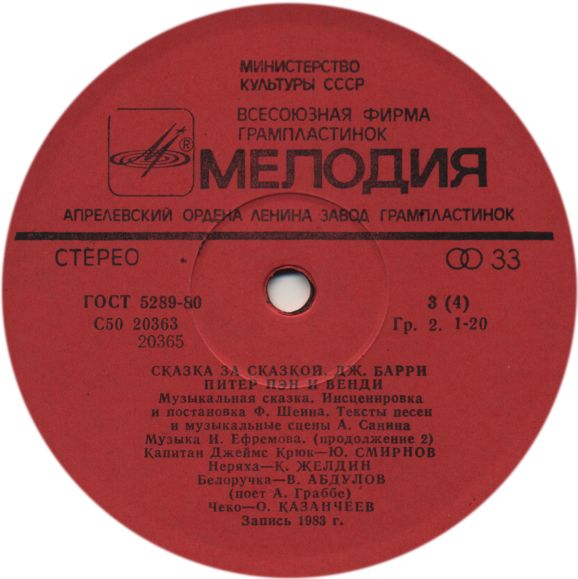 МИНИСТЕРСТВО
КУЛЬТУРЫ СССР
ВСЕСОЮЗНАЯ ФИРМА
ГРАМПЛАСТИНОК
®
МЕЛОДИЯ
АПРЕЛЕВСКИЙ ОРДЕНА ЛЕНИНА ЗАВОД ГРАМПЛАСТИНОК
СТЕРЕО 33
ГОСТ 5289-80 3 (4)
С50 20363 Гр. 2. 1-20
20365
СКАЗКА ЗА СКАЗКОЙ. ДЖ. БАРРИ
ПИТЕР ПЭН И ВЕНДИ
Музыкальная сказка. Инсценировка
и постановка Ф. Шеина. Тексты песен
и музыкальные сцены А. Санина
Музыка И. Ефремова. (продолжение 2)
Капитан Джеймс Крюк—Ю. СМИРНОВ
Неряха—К. ЖЕЛДИН
Белоручка—В. АБДУЛОВ
(поет А. Граббе)
Чеко—О. КАЗАНЧЕЕВ
Запись 1983 г.